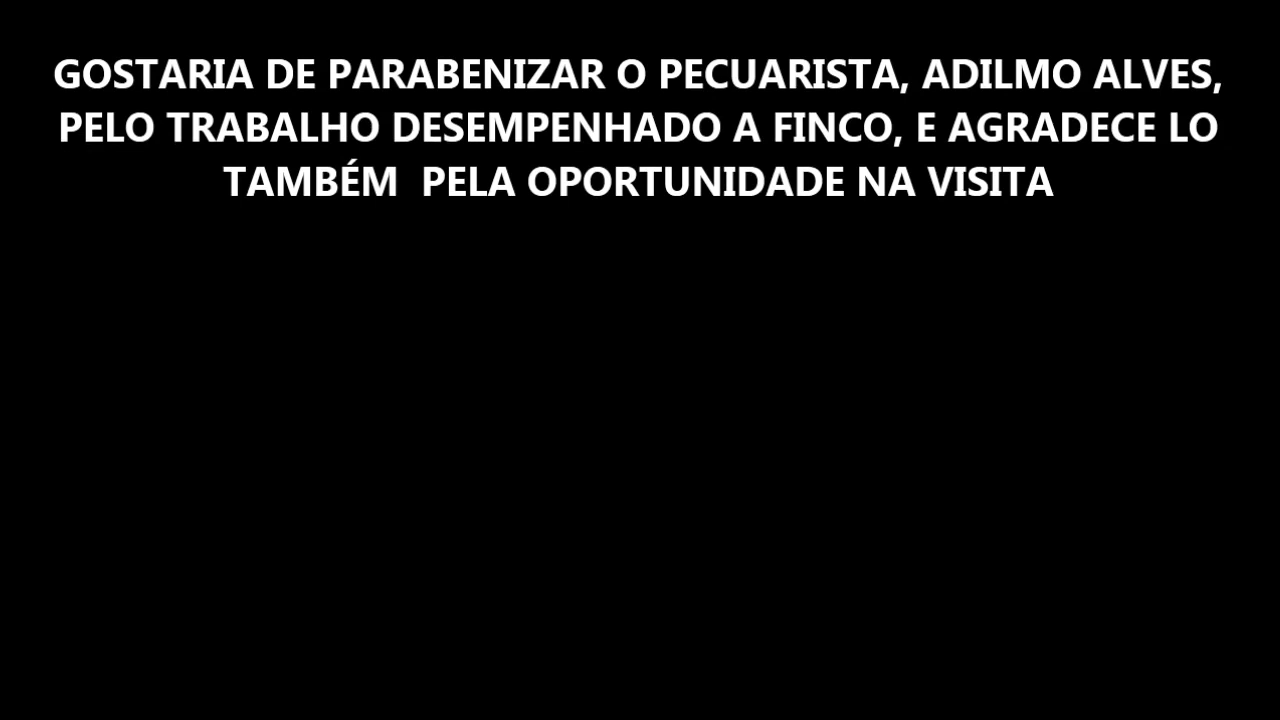 GOSTARIA DE PARABENIZAR O PECUARISTA, ADILMO ALVES,
PELO TRABALHO DESEMPENHADO A FINCO, E AGRADECE LO
TAMBÉM  PELA OPORTUNIDADE NA VISITA